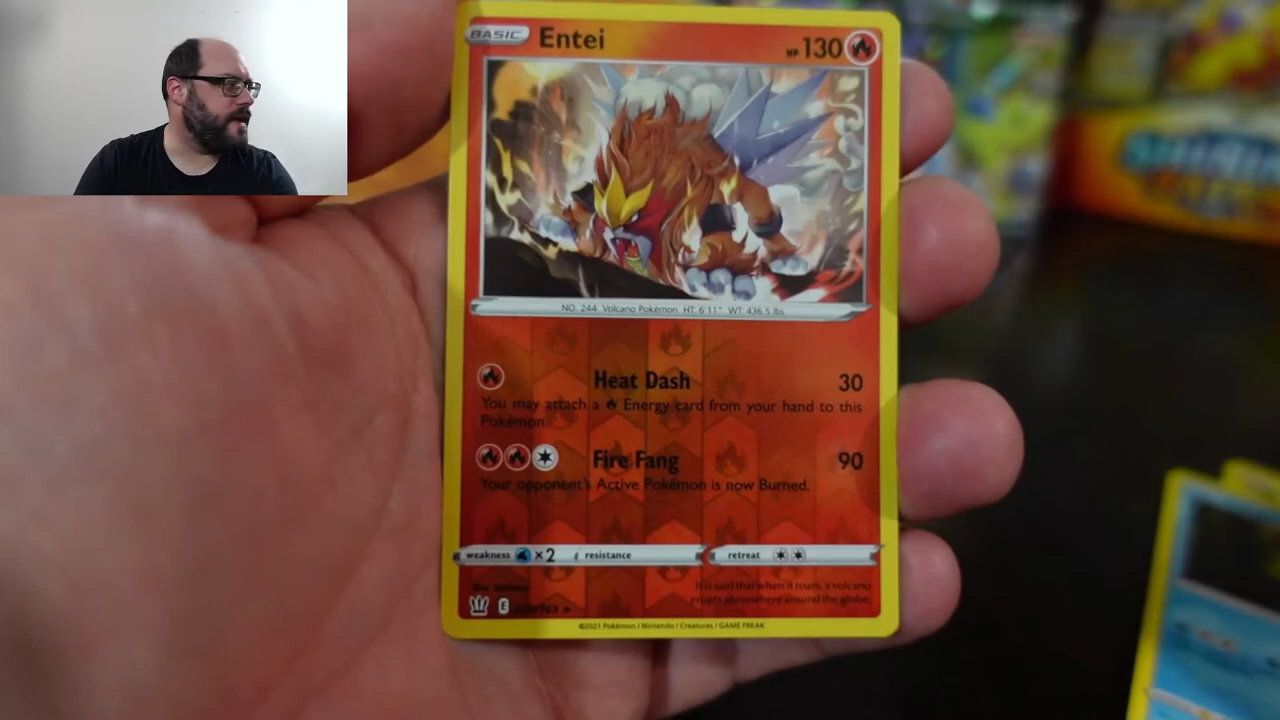 BASIC Entei HP 130
NO. 244 Volcano Pokémon HT. 6'11" WT. 436.5 lbs.
Heat Dash 30
You may attach a Energy card from your hand to this
Pokémon.
Fire Fang 90
Your opponent's Active Pokémon is now Burned.
weakness ×2 resistance retreat
It is said that when it roars, a volcano
erupts somewhere around the globe.
E
©2021 Pokémon / Nintendo / Creatures / GAME FREAK